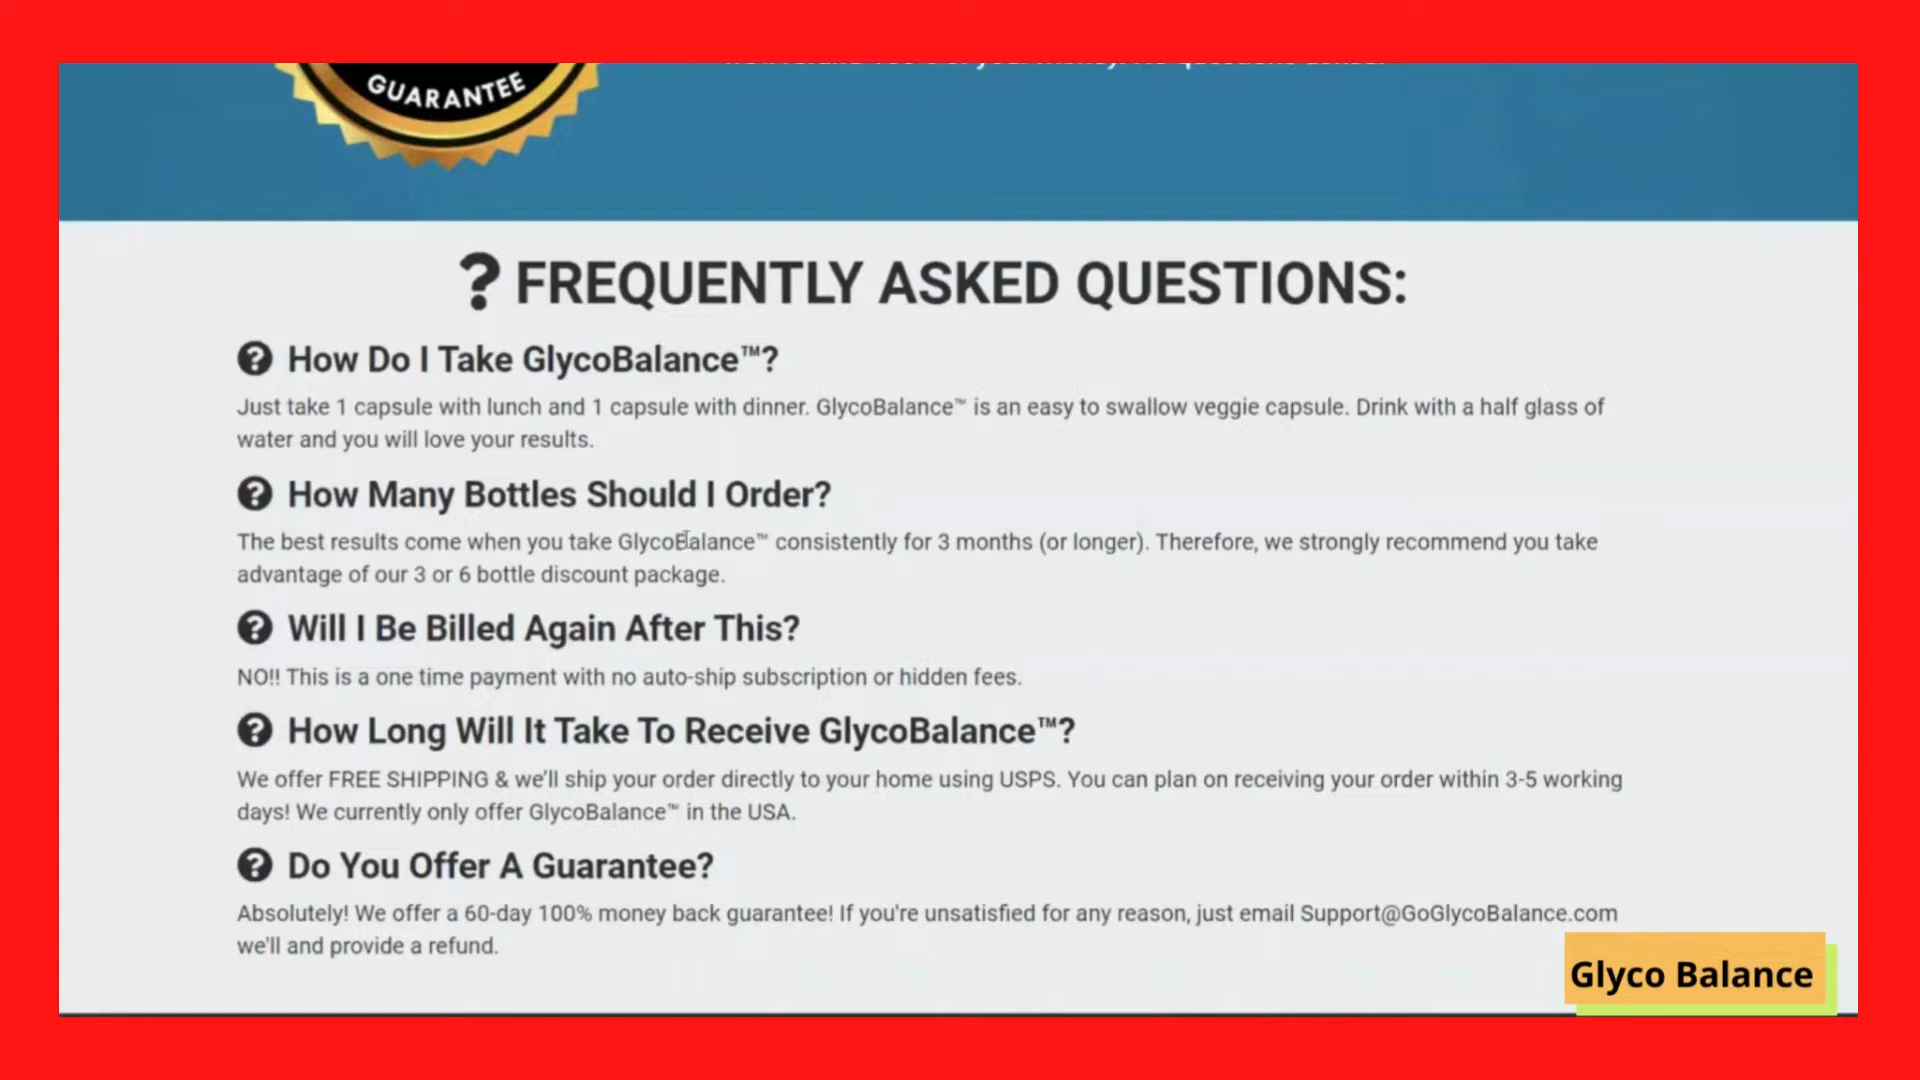 GUARANTEE
? FREQUENTLY ASKED QUESTIONS:
? How Do I Take GlycoBalance™?
Just take 1 capsule with lunch and 1 capsule with dinner. GlycoBalance™ is an easy to swallow veggie capsule. Drink with a half glass of
water and you will love your results.
? How Many Bottles Should I Order?
The best results come when you take GlycoBalance™ consistently for 3 months (or longer). Therefore, we strongly recommend you take
advantage of our 3 or 6 bottle discount package.
? Will I Be Billed Again After This?
NO!! This is a one time payment with no auto-ship subscription or hidden fees.
? How Long Will It Take To Receive GlycoBalance™?
We offer FREE SHIPPING & we'll ship your order directly to your home using USPS. You can plan on receiving your order within 3-5 working
days! We currently only offer GlycoBalance™ in the USA.
? Do You Offer A Guarantee?
Absolutely! We offer a 60-day 100% money back guarantee! If you're unsatisfied for any reason, just email Support@GoGlycoBalance.com
we'll and provide a refund.
Glyco Balance